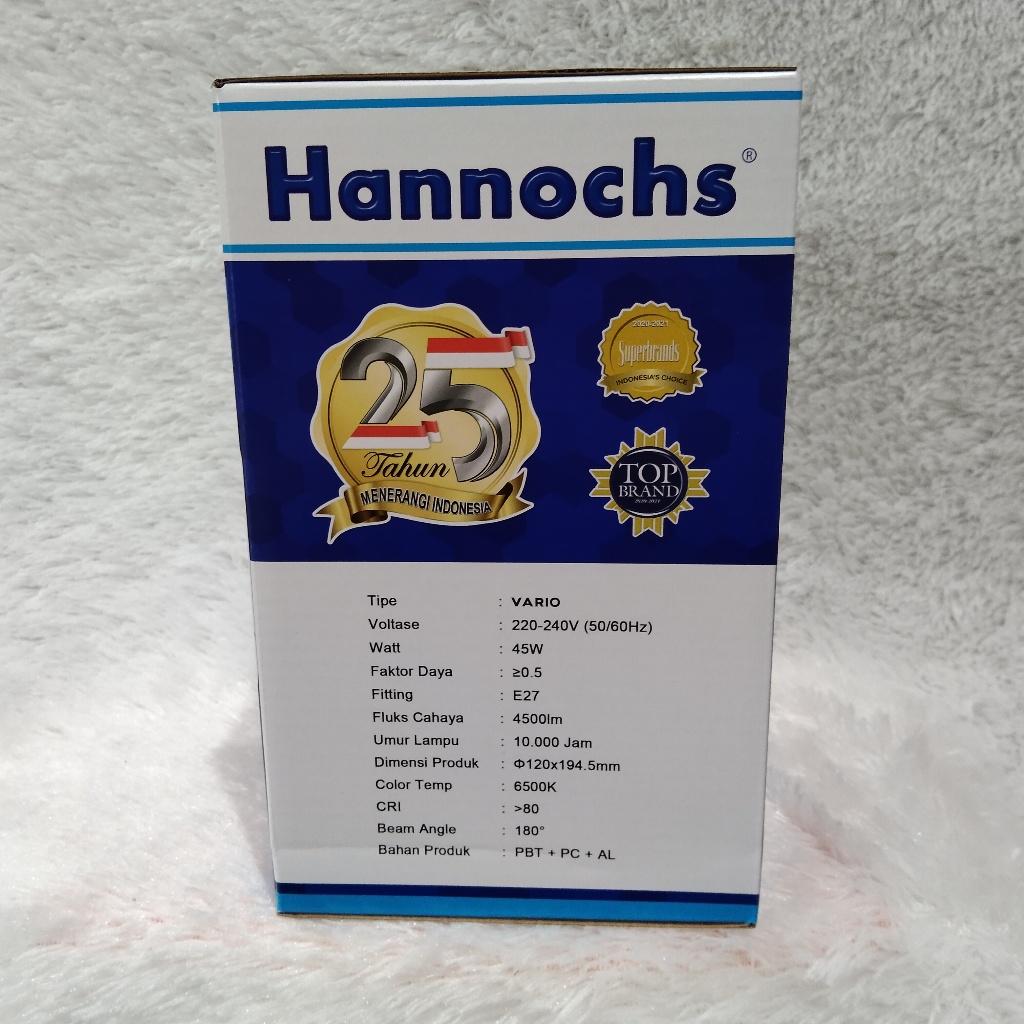 Hannochs®
25
Tahun
MENERANGI INDONESIA
2020-2021
Superbrands
INDONESIA'S CHOICE
TOP
BRAND
2020-2021
Tipe : VARIO
Voltase : 220-240V (50/60Hz)
Watt : 45W
Faktor Daya : ≥0.5
Fitting : E27
Fluks Cahaya : 4500lm
Umur Lampu : 10.000 Jam
Dimensi Produk : Φ120x194.5mm
Color Temp : 6500K
CRI : >80
Beam Angle : 180°
Bahan Produk : PBT + PC + AL